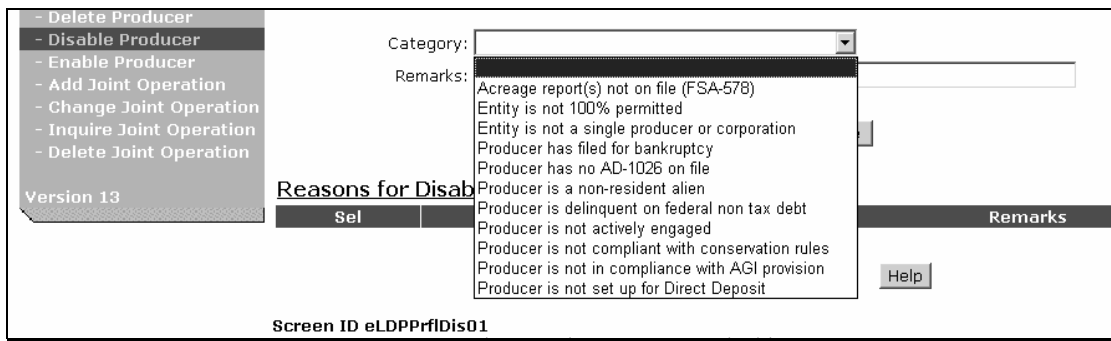 - Delete Producer
- Disable Producer
- Enable Producer
- Add Joint Operation
- Change Joint Operation
- Inquire Joint Operation
- Delete Joint Operation
Version 13
Category:
Remarks:
Acreage report(s) not on file (FSA-578)
Entity is not 100% permitted
Entity is not a single producer or corporation
Producer has filed for bankruptcy
Producer has no AD-1026 on file
Producer is a non-resident alien
Producer is delinquent on federal non tax debt
Producer is not actively engaged
Producer is not compliant with conservation rules
Producer is not in compliance with AGI provision
Producer is not set up for Direct Deposit
Reasons for Disab
Sel Remarks
Help
Screen ID eLDPPrflDis01